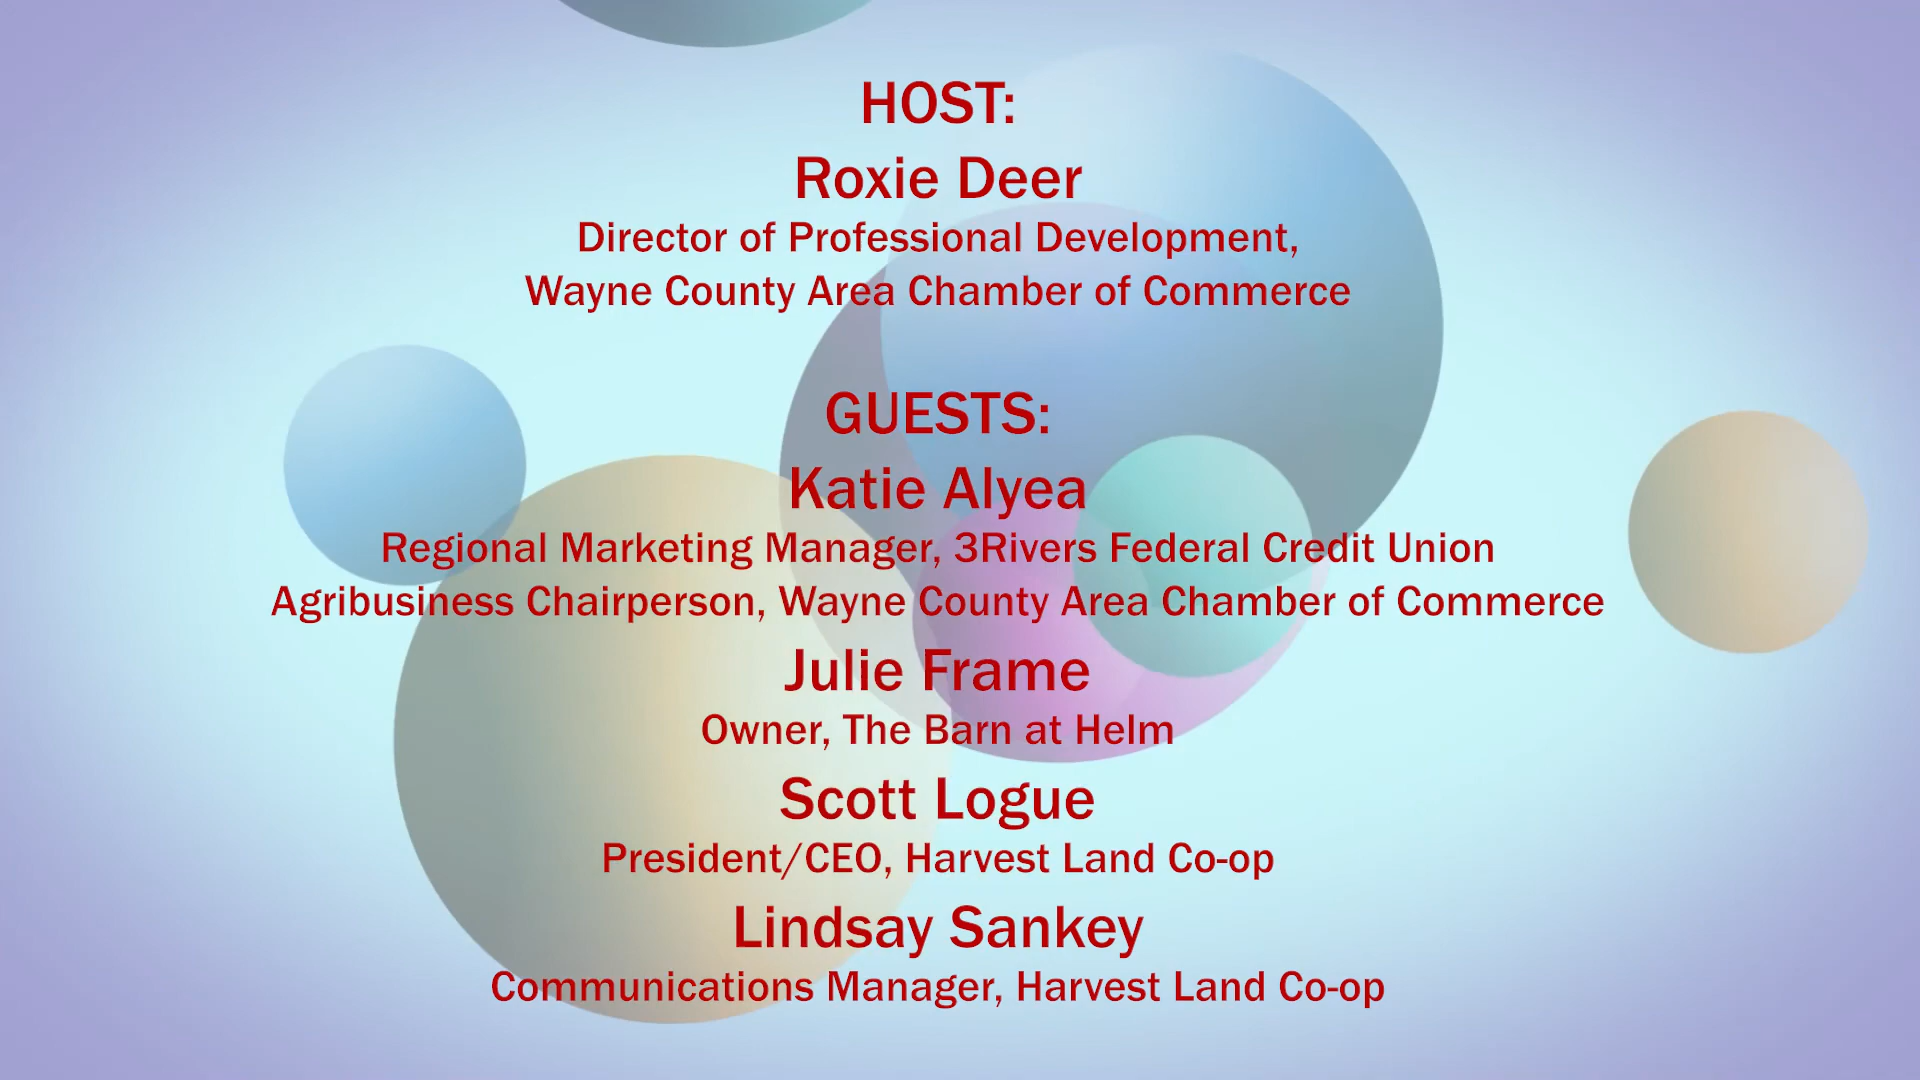 HOST:
Roxie Deer
Director of Professional Development,
Wayne County Area Chamber of Commerce
GUESTS:
Katie Alyea
Regional Marketing Manager, 3Rivers Federal Credit Union
Agribusiness Chairperson, Wayne County Area Chamber of Commerce
Julie Frame
Owner, The Barn at Helm
Scott Logue
President/CEO, Harvest Land Co-op
Lindsay Sankey
Communications Manager, Harvest Land Co-op